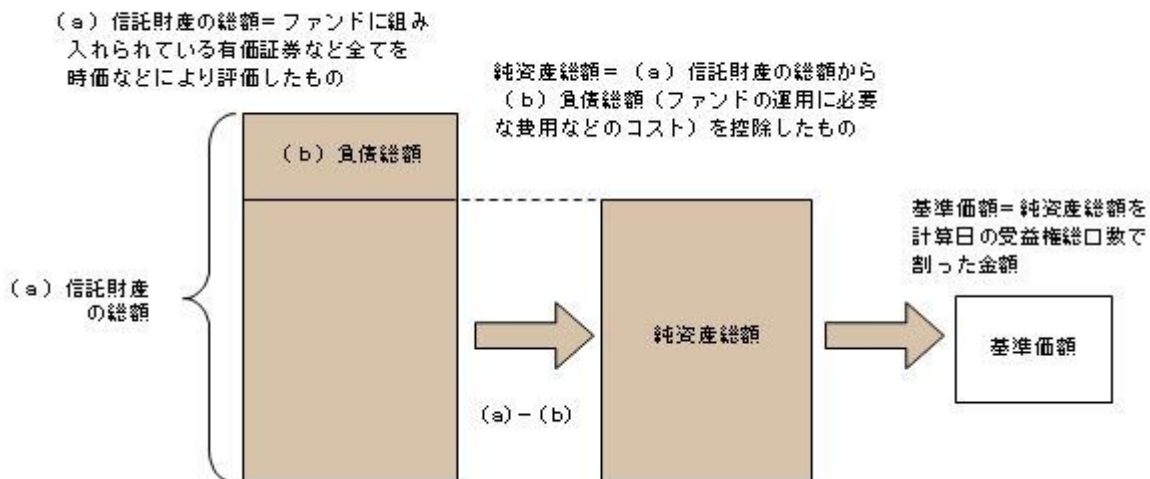 （a）信託財産の総額＝ファンドに組み
入れられている有価証券など全てを
時価などにより評価したもの
純資産総額＝（a）信託財産の総額から
（b）負債総額（ファンドの運用に必要
な費用などのコスト）を控除したもの
（b）負債総額
基準価額＝純資産総額を
計算日の受益権総口数で
割った金額
（a）信託財産
の総額
純資産総額
基準価額
（a）－（b）